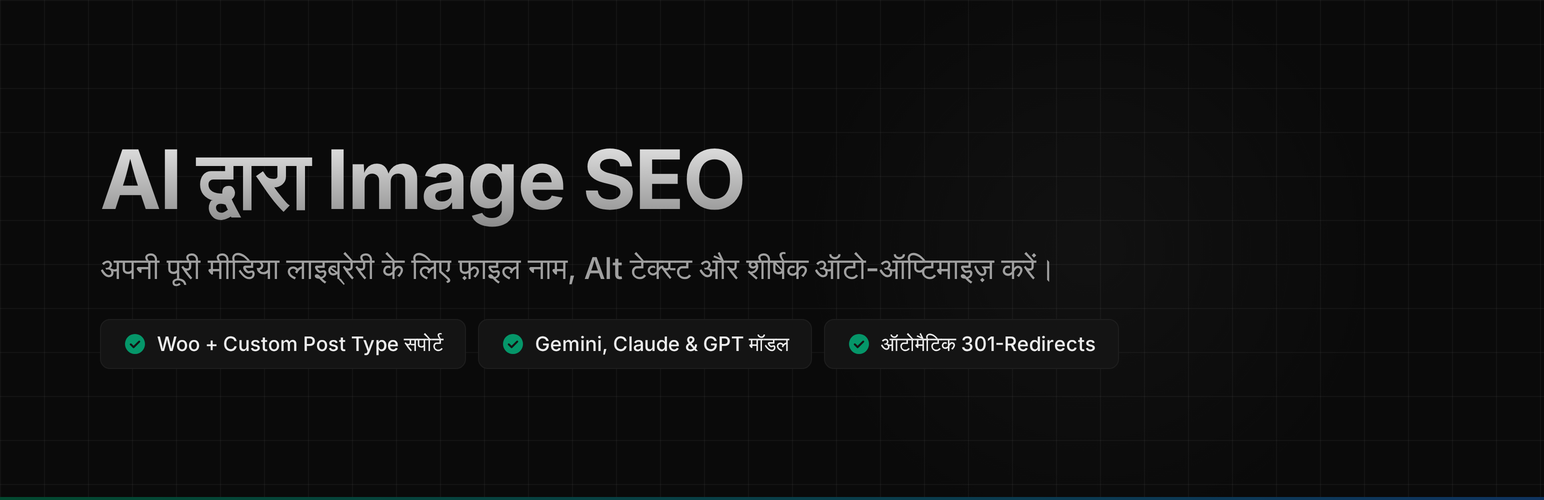 AI द्वारा Image SEO
अपनी पूरी मीडिया लाइब्रेरी के लिए फ़ाइल नाम, Alt टेक्स्ट और शीर्षक ऑटो-ऑप्टिमाइज़ करें।
Woo + Custom Post Type सपोर्ट
Gemini, Claude & GPT मॉडल
ऑटोमैटिक 301-Redirects